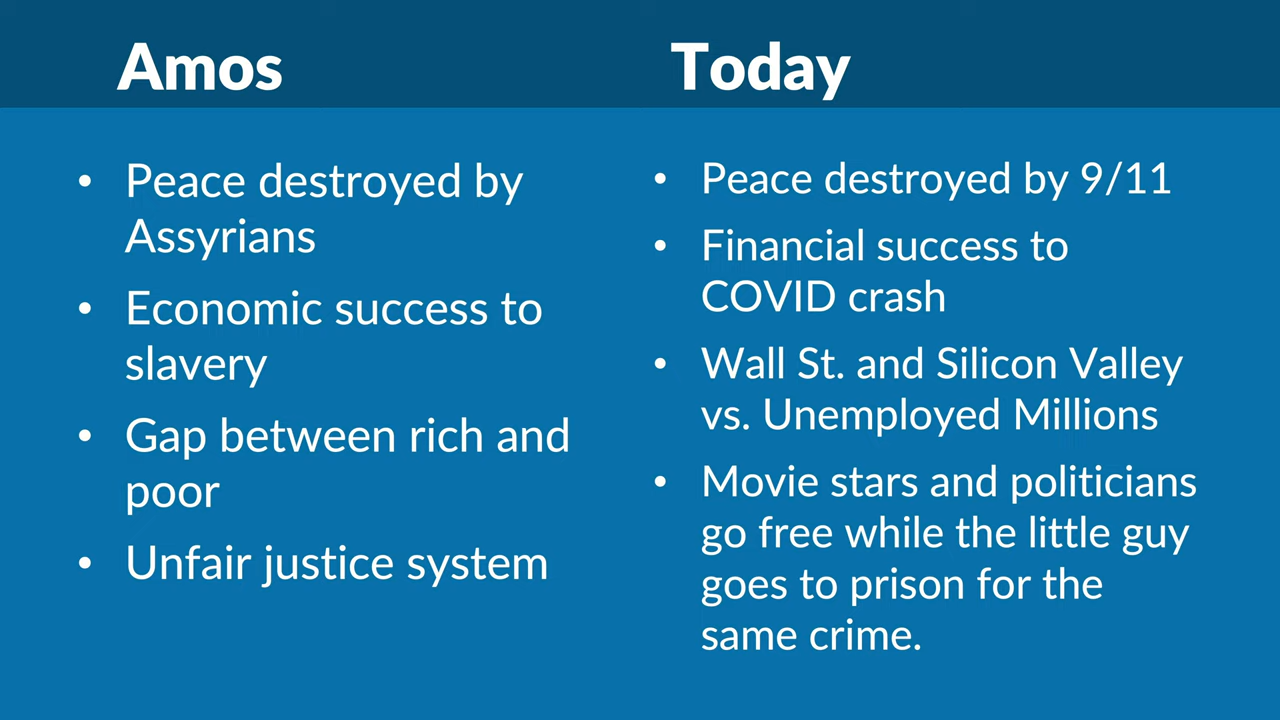 Amos
Peace destroyed by
Assyrians
Economic success to
slavery
Gap between rich and
poor
Unfair justice system
Today
Peace destroyed by 9/11
Financial success to
COVID crash
Wall St. and Silicon Valley
vs. Unemployed Millions
Movie stars and politicians
go free while the little guy
goes to prison for the
same crime.